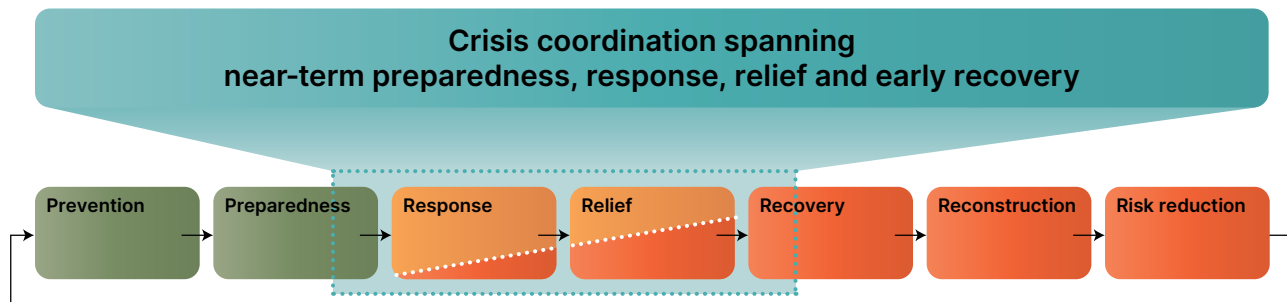 Crisis coordination spanning
near-term preparedness, response, relief and early recovery
Prevention
Preparedness
Response
Relief
Recovery
Reconstruction
Risk reduction